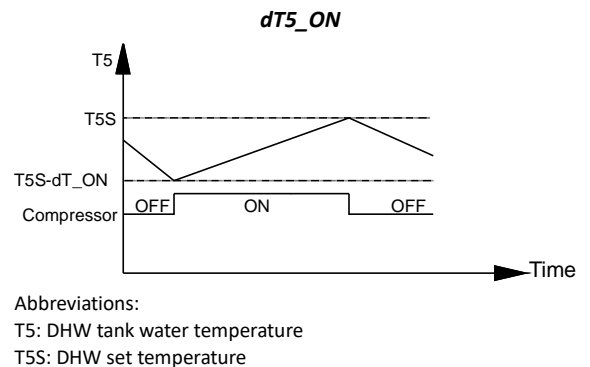 dT5_ON
T5
T5S
T5S-dT_ON
Compressor OFF ON OFF
Time
Abbreviations:
T5: DHW tank water temperature
T5S: DHW set temperature